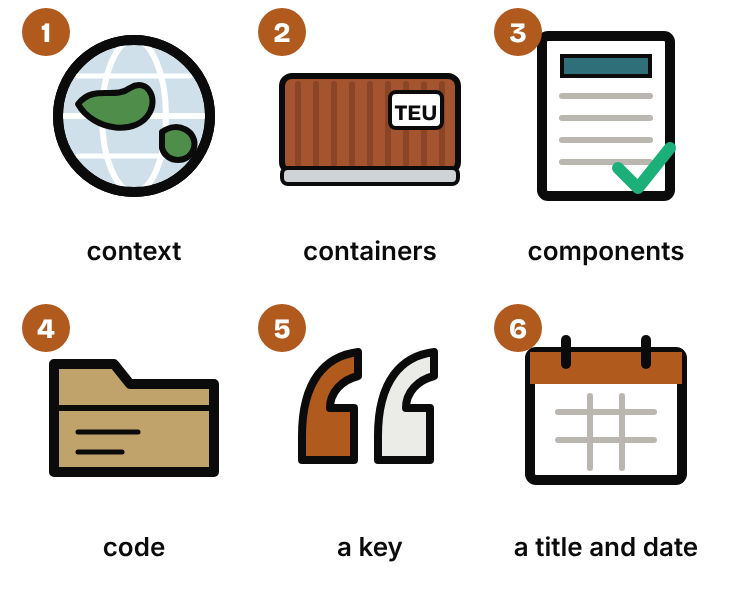 1
2
TEU
3
context
containers
components
4
5
6
code
a key
a title and date